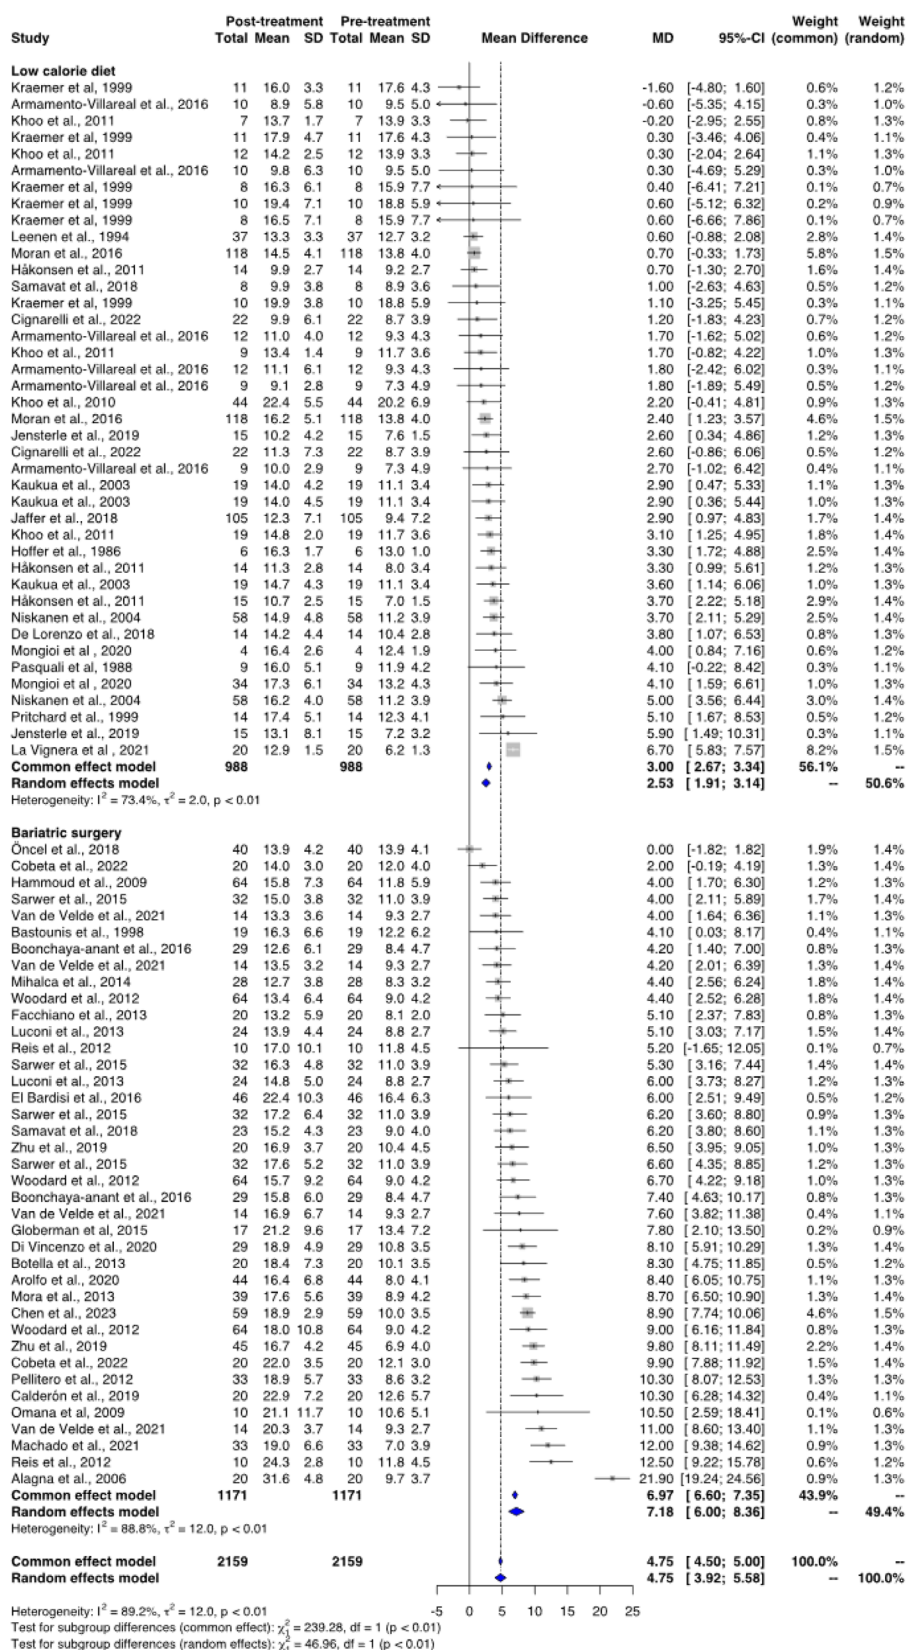 Post-treatment Pre-treatment Weight Weight
Study Total Mean SD Total Mean SD Mean Difference MD 95%-CI (common) (random)
Low calorie diet
Kraemer et al, 1999 11 16.0 3.3 11 17.6 4.3 -1.60 [-4.80; 1.60] 0.6% 1.2%
Armamento-Villareal et al., 2016 10 8.9 5.8 10 9.5 5.0 -0.60 [-5.35; 4.15] 0.3% 1.0%
Khoo et al., 2011 7 13.7 1.7 7 13.9 3.3 -0.20 [-2.95; 2.55] 0.8% 1.3%
Kraemer et al, 1999 11 17.9 4.7 11 17.6 4.3 0.30 [-3.46; 4.06] 0.4% 1.1%
Khoo et al., 2011 12 14.2 2.5 12 13.9 3.3 0.30 [-2.04; 2.64] 1.1% 1.3%
Armamento-Villareal et al., 2016 10 9.8 6.3 10 9.5 5.0 0.30 [-4.69; 5.29] 0.3% 1.0%
Kraemer et al, 1999 8 16.3 6.1 8 15.9 7.7 0.40 [-6.41; 7.21] 0.1% 0.7%
Kraemer et al, 1999 10 19.4 7.1 10 18.8 5.9 0.60 [-5.12; 6.32] 0.2% 0.9%
Kraemer et al, 1999 8 16.5 7.1 8 15.9 7.7 0.60 [-6.66; 7.86] 0.1% 0.7%
Leenen et al., 1994 37 13.3 3.3 37 12.7 3.2 0.60 [-0.88; 2.08] 2.8% 1.4%
Moran et al., 2016 118 14.5 4.1 118 13.8 4.0 0.70 [-0.33; 1.73] 5.8% 1.5%
Håkonsen et al., 2011 14 9.9 2.7 14 9.2 2.7 0.70 [-1.30; 2.70] 1.6% 1.4%
Samavat et al., 2018 8 9.9 3.8 8 8.9 3.6 1.00 [-2.63; 4.63] 0.5% 1.1%
Kraemer et al, 1999 10 19.9 3.8 10 18.8 5.9 1.10 [-3.25; 5.45] 0.3% 1.1%
Cignarelli et al., 2022 22 9.9 6.1 22 8.7 3.9 1.20 [-1.83; 4.23] 0.7% 1.2%
Armamento-Villareal et al., 2016 12 11.0 4.0 12 9.3 4.3 1.70 [-1.62; 5.02] 0.6% 1.2%
Khoo et al., 2011 9 13.4 1.4 9 11.7 3.6 1.70 [-0.82; 4.22] 1.0% 1.3%
Armamento-Villareal et al., 2016 12 11.1 6.1 12 9.3 4.3 1.80 [-2.42; 6.02] 0.3% 1.1%
Armamento-Villareal et al., 2016 9 9.1 2.8 9 7.3 4.9 1.80 [-1.89; 5.49] 0.5% 1.1%
Khoo et al., 2010 44 22.4 5.5 44 20.2 6.9 2.20 [-0.41; 4.81] 0.9% 1.3%
Moran et al., 2016 118 16.2 5.1 118 13.8 4.0 2.40 [ 1.23; 3.57] 4.6% 1.5%
Jensterle et al., 2019 15 10.2 4.2 15 7.6 1.5 2.60 [ 0.34; 4.86] 1.2% 1.3%
Cignarelli et al., 2022 22 11.3 7.3 22 8.7 3.9 2.60 [-0.86; 6.06] 0.5% 1.2%
Armamento-Villareal et al., 2016 9 10.0 2.9 9 7.3 4.9 2.70 [-1.02; 6.42] 0.4% 1.1%
Kaukua et al., 2003 19 14.0 4.2 19 11.1 3.4 2.90 [ 0.47; 5.33] 1.1% 1.3%
Kaukua et al., 2003 19 14.0 4.5 19 11.1 3.4 2.90 [ 0.36; 5.44] 1.0% 1.3%
Jaffer et al., 2018 105 12.3 7.1 105 9.4 7.2 2.90 [ 0.97; 4.83] 1.7% 1.4%
Khoo et al., 2011 19 14.8 2.0 19 11.7 3.6 3.10 [ 1.25; 4.95] 1.8% 1.4%
Hoffer et al., 1986 6 16.3 1.7 6 13.0 1.0 3.30 [ 1.72; 4.88] 2.5% 1.4%
Håkonsen et al., 2011 14 11.3 2.8 14 8.0 3.4 3.30 [ 0.99; 5.61] 1.2% 1.3%
Kaukua et al., 2003 19 14.7 4.3 19 11.1 3.4 3.60 [ 1.14; 6.06] 1.0% 1.3%
Håkonsen et al., 2011 15 10.7 2.5 15 7.0 1.5 3.70 [ 2.22; 5.18] 2.9% 1.4%
Niskanen et al., 2004 58 14.9 4.8 58 11.2 3.9 3.70 [ 2.11; 5.29] 2.5% 1.4%
De Lorenzo et al., 2018 14 14.2 4.4 14 10.4 2.8 3.80 [ 1.07; 6.53] 0.8% 1.3%
Mongioi et al , 2020 4 16.4 2.6 4 12.4 1.9 4.00 [ 0.84; 7.16] 0.6% 1.2%
Pasquali et al., 1988 9 16.0 5.1 9 11.9 4.2 4.10 [-0.22; 8.42] 0.3% 1.1%
Mongioi et al , 2020 34 17.3 6.1 34 13.2 4.3 4.10 [ 1.59; 6.61] 1.0% 1.3%
Niskanen et al., 2004 58 16.2 4.0 58 11.2 3.9 5.00 [ 3.56; 6.44] 3.0% 1.4%
Pritchard et al., 1999 14 17.4 5.1 14 12.3 4.1 5.10 [ 1.67; 8.53] 0.5% 1.2%
Jensterle et al., 2019 15 13.1 8.1 15 7.2 3.2 5.90 [ 1.49; 10.31] 0.3% 1.1%
La Vignera et al , 2021 20 12.9 1.5 20 6.2 1.3 6.70 [ 5.83; 7.57] 8.2% 1.5%
Common effect model 988 988 3.00 [ 2.67; 3.34] 56.1% --
Random effects model 2.53 [ 1.91; 3.14] -- 50.6%
Heterogeneity: I² = 73.4%, τ² = 2.0, p < 0.01
Bariatric surgery
Öncel et al., 2018 40 13.9 4.2 40 13.9 4.1 0.00 [-1.82; 1.82] 1.9% 1.4%
Cobeta et al., 2022 20 14.0 3.0 20 12.0 4.0 2.00 [-0.19; 4.19] 1.3% 1.4%
Hammoud et al., 2009 64 15.8 7.3 64 11.8 5.9 4.00 [ 1.70; 6.30] 1.2% 1.3%
Sarwer et al., 2015 32 15.0 3.8 32 11.0 3.9 4.00 [ 2.11; 5.89] 1.7% 1.4%
Van de Velde et al., 2021 14 13.3 3.6 14 9.3 2.7 4.00 [ 1.64; 6.36] 1.1% 1.3%
Bastounis et al., 1998 19 16.3 6.6 19 12.2 6.2 4.10 [ 0.03; 8.17] 0.4% 1.1%
Boonchaya-anant et al., 2016 29 12.6 6.1 29 8.4 4.7 4.20 [ 1.40; 7.00] 0.8% 1.3%
Van de Velde et al., 2021 14 13.5 3.2 14 9.3 2.7 4.20 [ 2.01; 6.39] 1.3% 1.4%
Mihalca et al., 2014 28 12.7 3.8 28 8.3 3.2 4.40 [ 2.56; 6.24] 1.8% 1.4%
Woodard et al., 2012 64 13.4 6.4 64 9.0 4.2 4.40 [ 2.52; 6.28] 1.8% 1.4%
Facchiano et al., 2013 20 13.2 5.9 20 8.1 2.0 5.10 [ 2.37; 7.83] 0.8% 1.3%
Luconi et al., 2013 24 13.9 4.4 24 8.8 2.7 5.10 [ 3.03; 7.17] 1.5% 1.4%
Reis et al., 2012 10 17.0 10.1 10 11.8 4.5 5.20 [-1.65; 12.05] 0.1% 0.7%
Sarwer et al., 2015 32 16.3 4.8 32 11.0 3.9 5.30 [ 3.16; 7.44] 1.4% 1.4%
Luconi et al., 2013 24 14.8 5.0 24 8.8 2.7 6.00 [ 3.73; 8.27] 1.2% 1.3%
El Bardisi et al., 2016 46 22.4 10.3 46 16.4 6.3 6.00 [ 2.51; 9.49] 0.5% 1.2%
Sarwer et al., 2015 32 17.2 6.4 32 11.0 3.9 6.20 [ 3.60; 8.80] 0.9% 1.3%
Samavat et al., 2018 23 15.2 4.3 23 9.0 4.0 6.20 [ 3.80; 8.60] 1.1% 1.3%
Zhu et al., 2019 20 16.9 3.7 20 10.4 4.5 6.50 [ 3.95; 9.05] 1.0% 1.3%
Sarwer et al., 2015 32 17.6 5.2 32 11.0 3.9 6.60 [ 4.35; 8.85] 1.2% 1.3%
Woodard et al., 2012 64 15.7 9.2 64 9.0 4.2 6.70 [ 4.22; 9.18] 1.0% 1.3%
Boonchaya-anant et al., 2016 29 15.8 6.0 29 8.4 4.7 7.40 [ 4.63; 10.17] 0.8% 1.3%
Van de Velde et al., 2021 14 16.9 6.7 14 9.3 2.7 7.60 [ 3.82; 11.38] 0.4% 1.1%
Globerman et al, 2015 17 21.2 9.6 17 13.4 7.2 7.80 [ 2.10; 13.50] 0.2% 0.9%
Di Vincenzo et al., 2020 29 18.9 4.9 29 10.8 3.5 8.10 [ 5.91; 10.29] 1.3% 1.4%
Botella et al., 2013 20 18.4 7.3 20 10.1 3.5 8.30 [ 4.75; 11.85] 0.5% 1.2%
Arolfo et al., 2020 44 16.4 6.8 44 8.0 4.1 8.40 [ 6.05; 10.75] 1.1% 1.3%
Mora et al., 2013 39 17.6 5.6 39 8.9 4.2 8.70 [ 6.50; 10.90] 1.3% 1.4%
Chen et al., 2023 59 18.9 2.9 59 10.0 3.5 8.90 [ 7.74; 10.06] 4.6% 1.5%
Woodard et al., 2012 64 18.0 10.8 64 9.0 4.2 9.00 [ 6.16; 11.84] 0.8% 1.3%
Zhu et al., 2019 45 16.7 4.2 45 6.9 4.0 9.80 [ 8.11; 11.49] 2.2% 1.4%
Cobeta et al., 2022 20 22.0 3.5 20 12.1 3.0 9.90 [ 7.88; 11.92] 1.5% 1.4%
Pellitero et al., 2012 33 18.9 5.7 33 8.6 3.2 10.30 [ 8.07; 12.53] 1.3% 1.4%
Calderón et al., 2019 20 22.9 7.2 20 12.6 5.7 10.30 [ 6.28; 14.32] 0.4% 1.1%
Omana et al, 2009 10 21.1 11.7 10 10.6 5.1 10.50 [ 2.59; 18.41] 0.1% 0.6%
Van de Velde et al., 2021 14 20.3 3.7 14 9.3 2.7 11.00 [ 8.60; 13.40] 1.1% 1.3%
Machado et al., 2021 33 19.0 6.6 33 7.0 3.9 12.00 [ 9.38; 14.62] 0.9% 1.3%
Reis et al., 2012 10 24.3 2.8 10 11.8 4.5 12.50 [ 9.22; 15.78] 0.6% 1.2%
Alagna et al., 2006 20 31.6 4.8 20 9.7 3.7 21.90 [19.24; 24.56] 0.9% 1.3%
Common effect model 1171 1171 6.97 [ 6.60; 7.35] 43.9% --
Random effects model 7.18 [ 6.00; 8.36] -- 49.4%
Heterogeneity: I² = 88.8%, τ² = 12.0, p < 0.01
Common effect model 2159 2159 4.75 [ 4.50; 5.00] 100.0% --
Random effects model 4.75 [ 3.92; 5.58] -- 100.0%
-5 0 5 10 15 20 25
Heterogeneity: I² = 89.2%, τ² = 12.0, p < 0.01
Test for subgroup differences (common effect): χ²₁ = 239.28, df = 1 (p < 0.01)
Test for subgroup differences (random effects): χ²₁ = 46.96, df = 1 (p < 0.01)